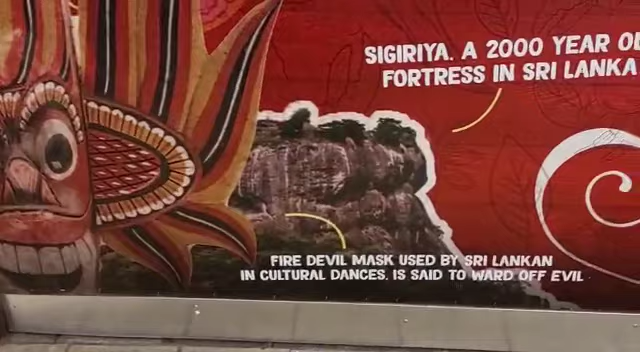 SIGIRIYA. A 2000 YEAR
FORTRESS IN SRI LANKA
FIRE DEVIL MASK USED BY SRI LANKAN
IN CULTURAL DANCES. IS SAID TO WARD OFF EVIL